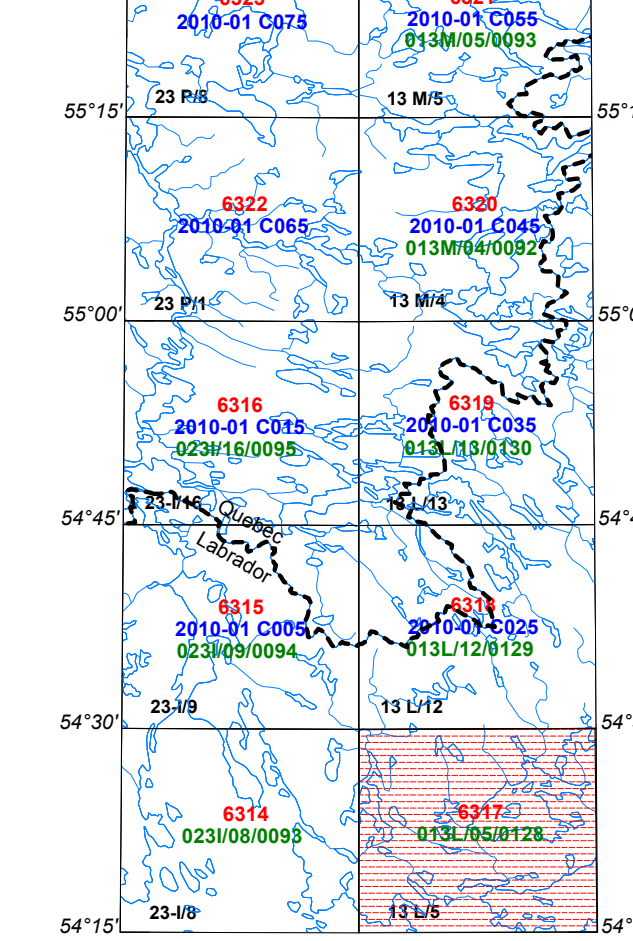 2010-01 C075
2010-01 C055
013M/05/0093
23 P/8
13 M/5
55°15'
6322
2010-01 C065
6320
2010-01 C045
013M/04/0092
23 P/1
13 M/4
55°00'
6316
2010-01 C015
023I/16/0095
6319
2010-01 C035
013L/13/0130
23-I/16
13 L/13
Quebec
Labrador
54°45'
6315
2010-01 C005
023I/09/0094
6318
2010-01 C025
013L/12/0129
23-I/9
13 L/12
54°30'
6314
023I/08/0093
6317
013L/05/0128
23-I/8
13 L/5
54°15'